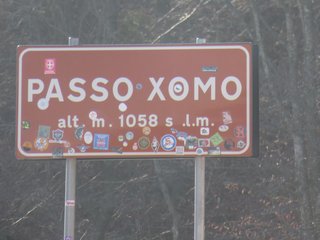 PASSO XOMO
alt. m. 1058 s.l.m.